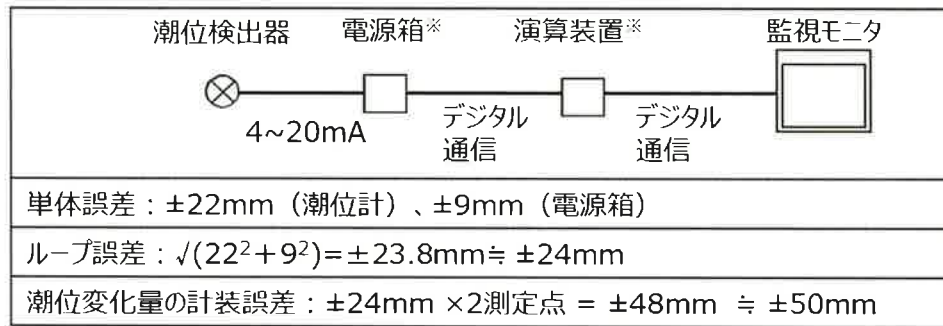 潮位検出器 電源箱※ 演算装置※ 監視モニタ
4~20mA デジタル通信 デジタル通信
単体誤差：±22mm（潮位計）、±9mm（電源箱）
ループ誤差：√(22²+9²)=±23.8mm≒ ±24mm
潮位変化量の計装誤差：±24mm ×2測定点 = ±48mm ≒ ±50mm